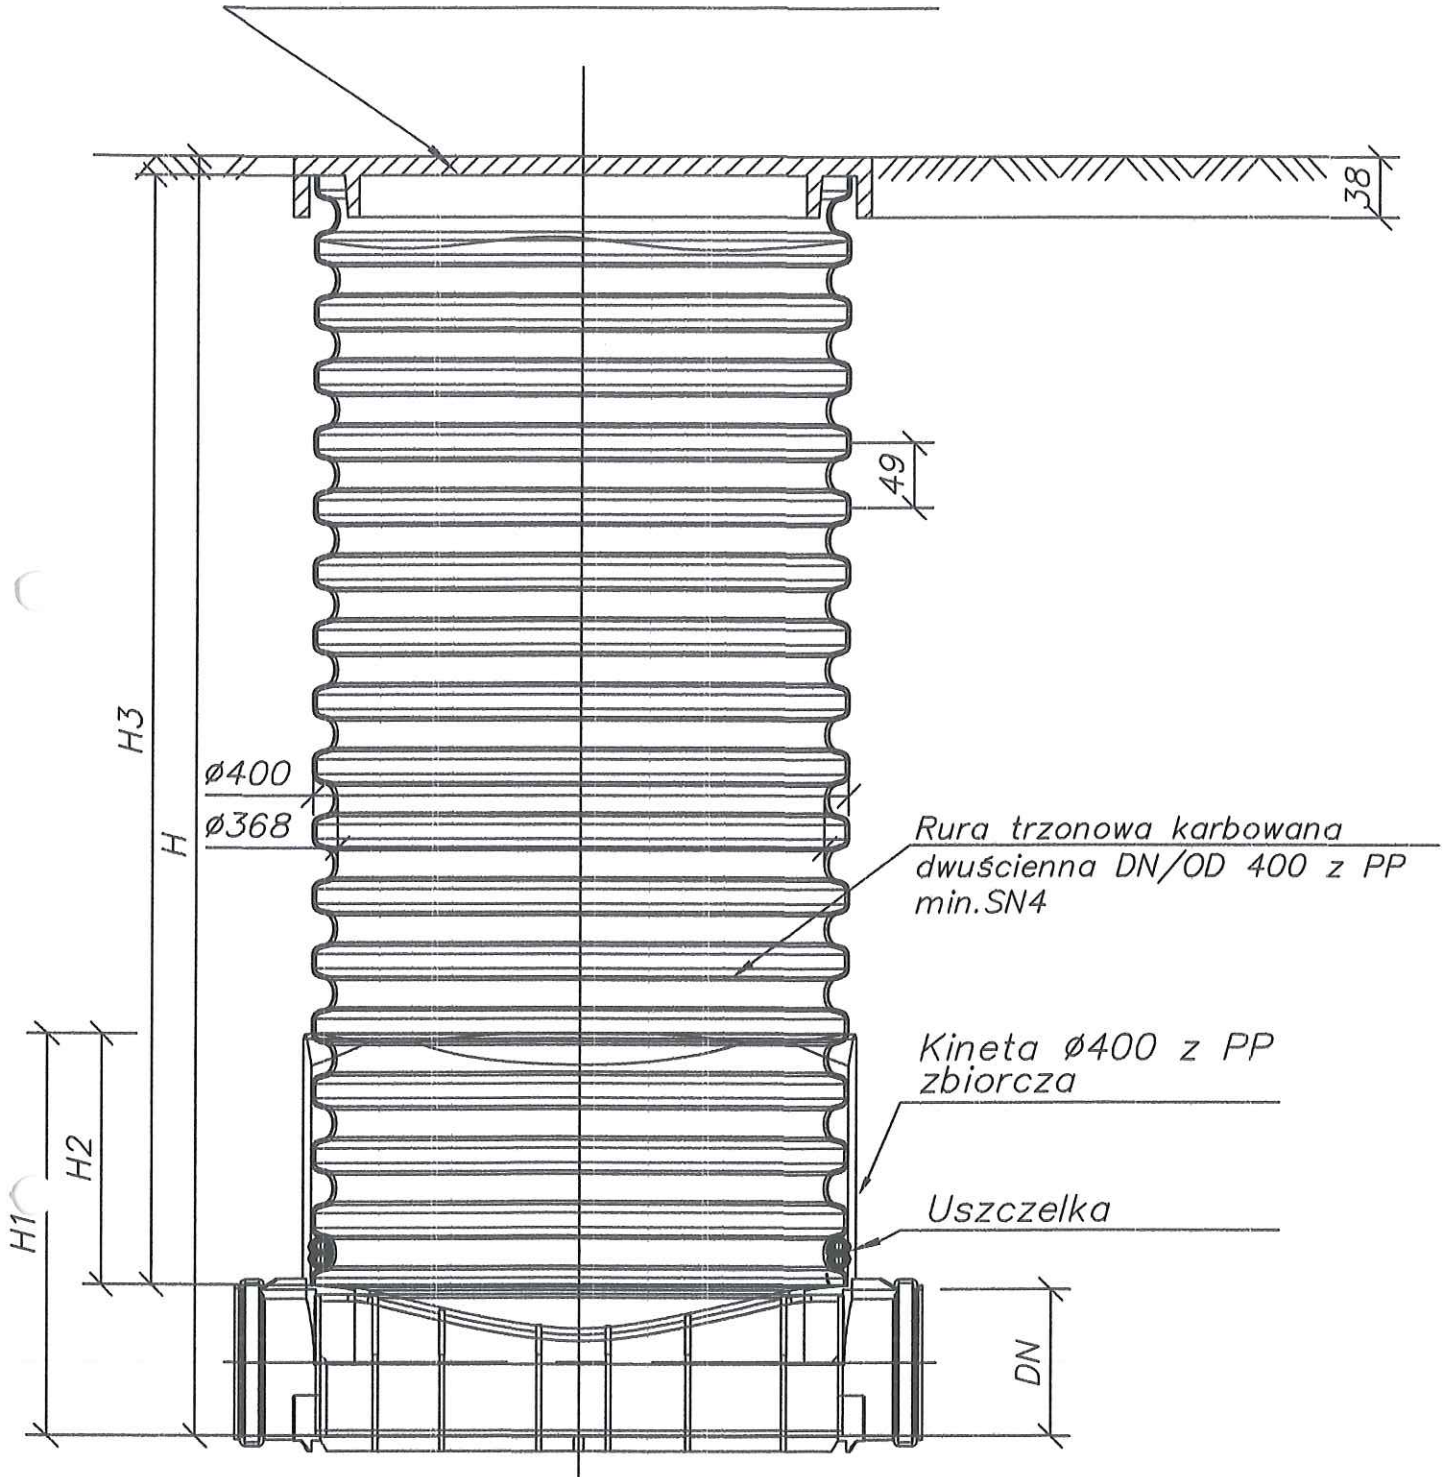 38
49
H3
H
ø400
ø368
Rura trzonowa karbowana
dwuścienna DN/OD 400 z PP
min.SN4
Kineta ø400 z PP
zbiorcza
H2
H1
Uszczelka
DN